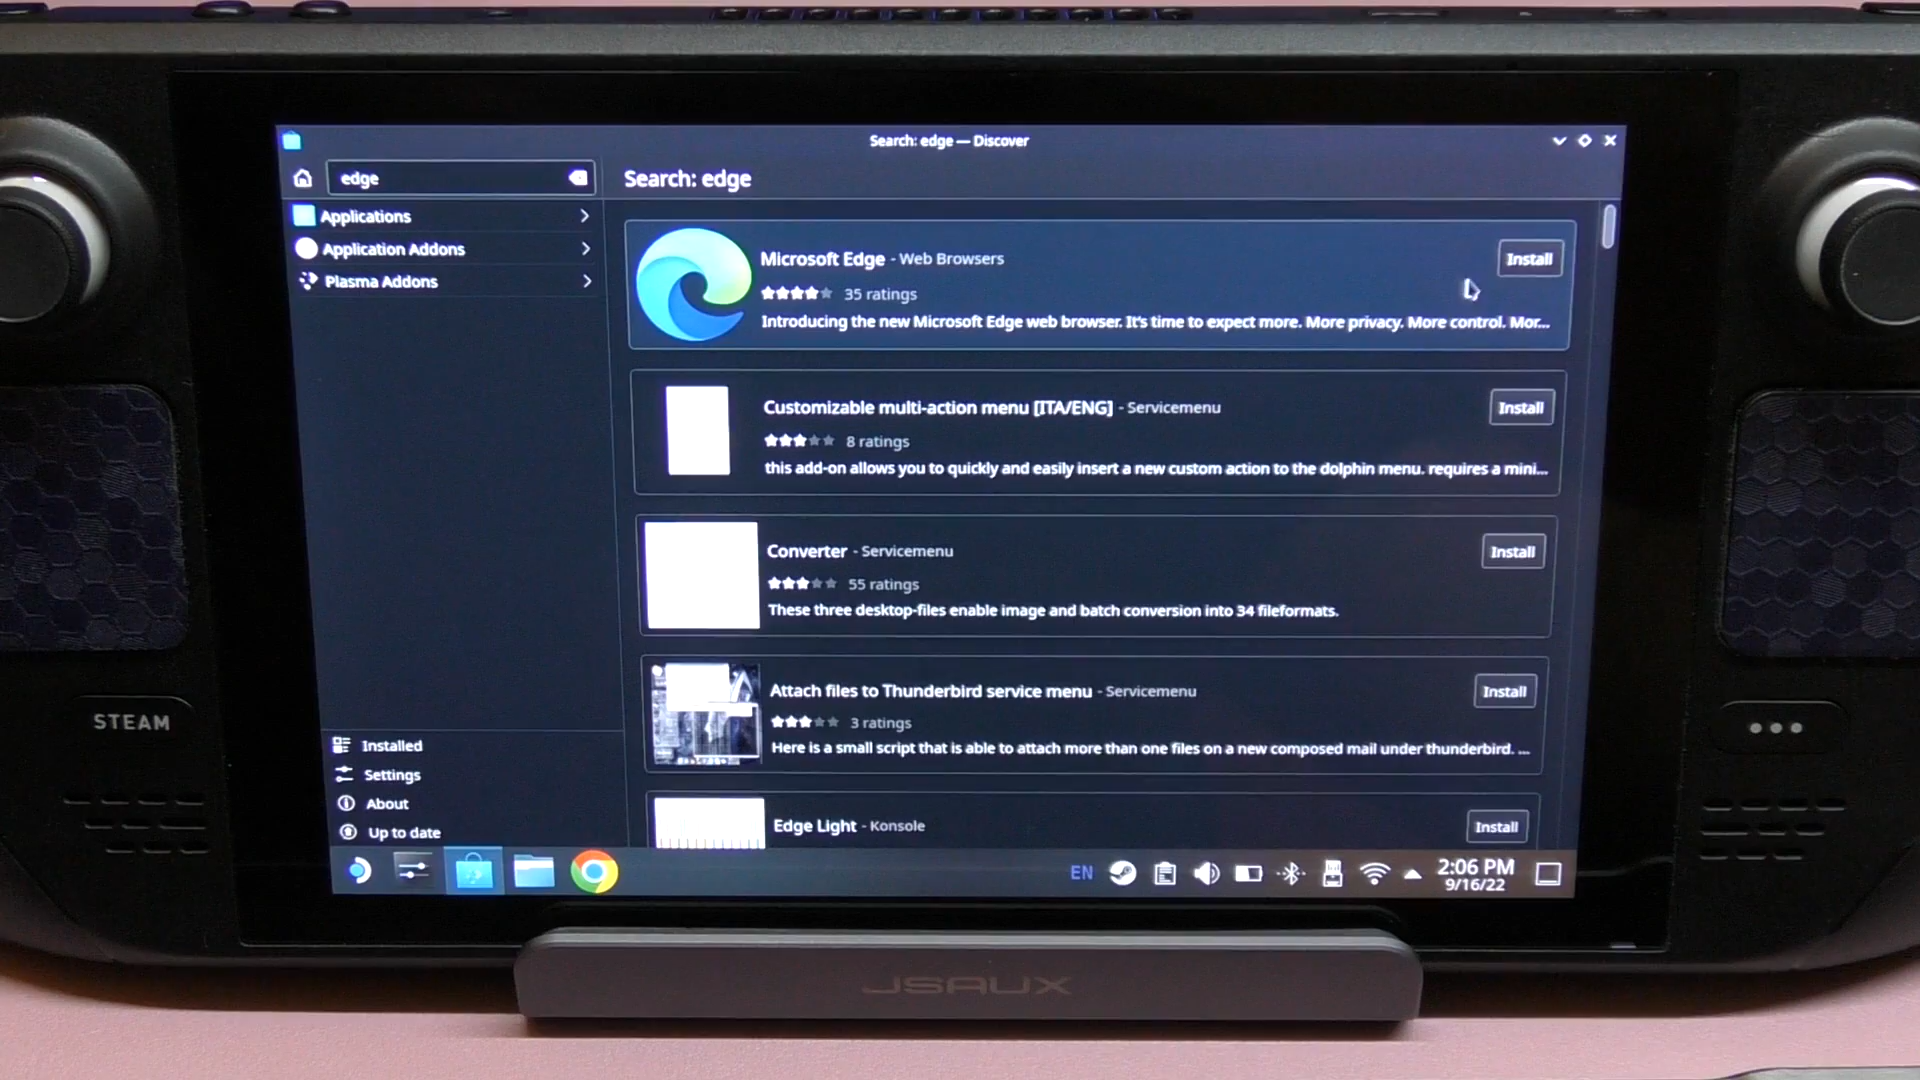 Search: edge — Discover
edge
Search: edge
Applications
Application Addons
Plasma Addons
Microsoft Edge - Web Browsers
Install
35 ratings
Introducing the new Microsoft Edge web browser. It's time to expect more. More privacy. More control. Mor...
Customizable multi-action menu [ITA/ENG] - Servicemenu
Install
8 ratings
this add-on allows you to quickly and easily insert a new custom action to the dolphin menu. requires a mini...
Converter - Servicemenu
Install
55 ratings
These three desktop-files enable image and batch conversion into 34 fileformats.
Attach files to Thunderbird service menu - Servicemenu
Install
3 ratings
Here is a small script that is able to attach more than one files on a new composed mail under thunderbird. ...
Edge Light - Konsole
Install
Installed
Settings
About
Up to date
EN
2:06 PM
9/16/22
STEAM
JSAUX